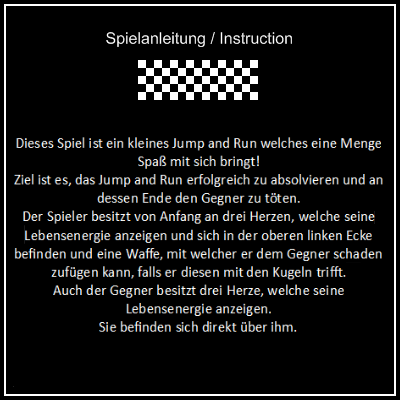 Spielanleitung / Instruction
Dieses Spiel ist ein kleines Jump and Run welches eine Menge
Spaß mit sich bringt!
Ziel ist es, das Jump and Run erfolgreich zu absolvieren und an
dessen Ende den Gegner zu töten.
Der Spieler besitzt von Anfang an drei Herzen, welche seine
Lebensenergie anzeigen und sich in der oberen linken Ecke
befinden und eine Waffe, mit welcher er dem Gegner schaden
zufügen kann, falls er diesen mit den Kugeln trifft.
Auch der Gegner besitzt drei Herze, welche seine
Lebensenergie anzeigen.
Sie befinden sich direkt über ihm.